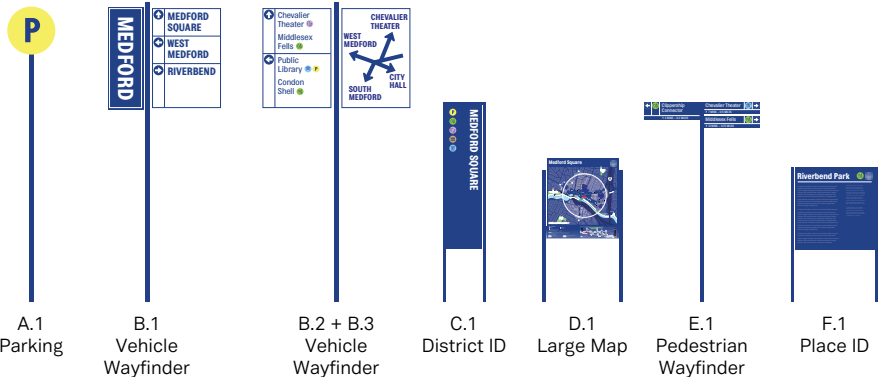 P
MEDFORD
MEDFORD
SQUARE
WEST
MEDFORD
RIVERBEND
Chevalier
Theater
Middlesex
Fells
Public
Library
P
Condon
Shell
CHEVALIER
THEATER
WEST
MEDFORD
CITY
HALL
SOUTH
MEDFORD
P
MEDFORD SQUARE
Medford Square
Clippership
Connector
Chevalier Theater
Middlesex Fells
Riverbend Park
A.1
Parking
B.1
Vehicle
Wayfinder
B.2 + B.3
Vehicle
Wayfinder
C.1
District ID
D.1
Large Map
E.1
Pedestrian
Wayfinder
F.1
Place ID